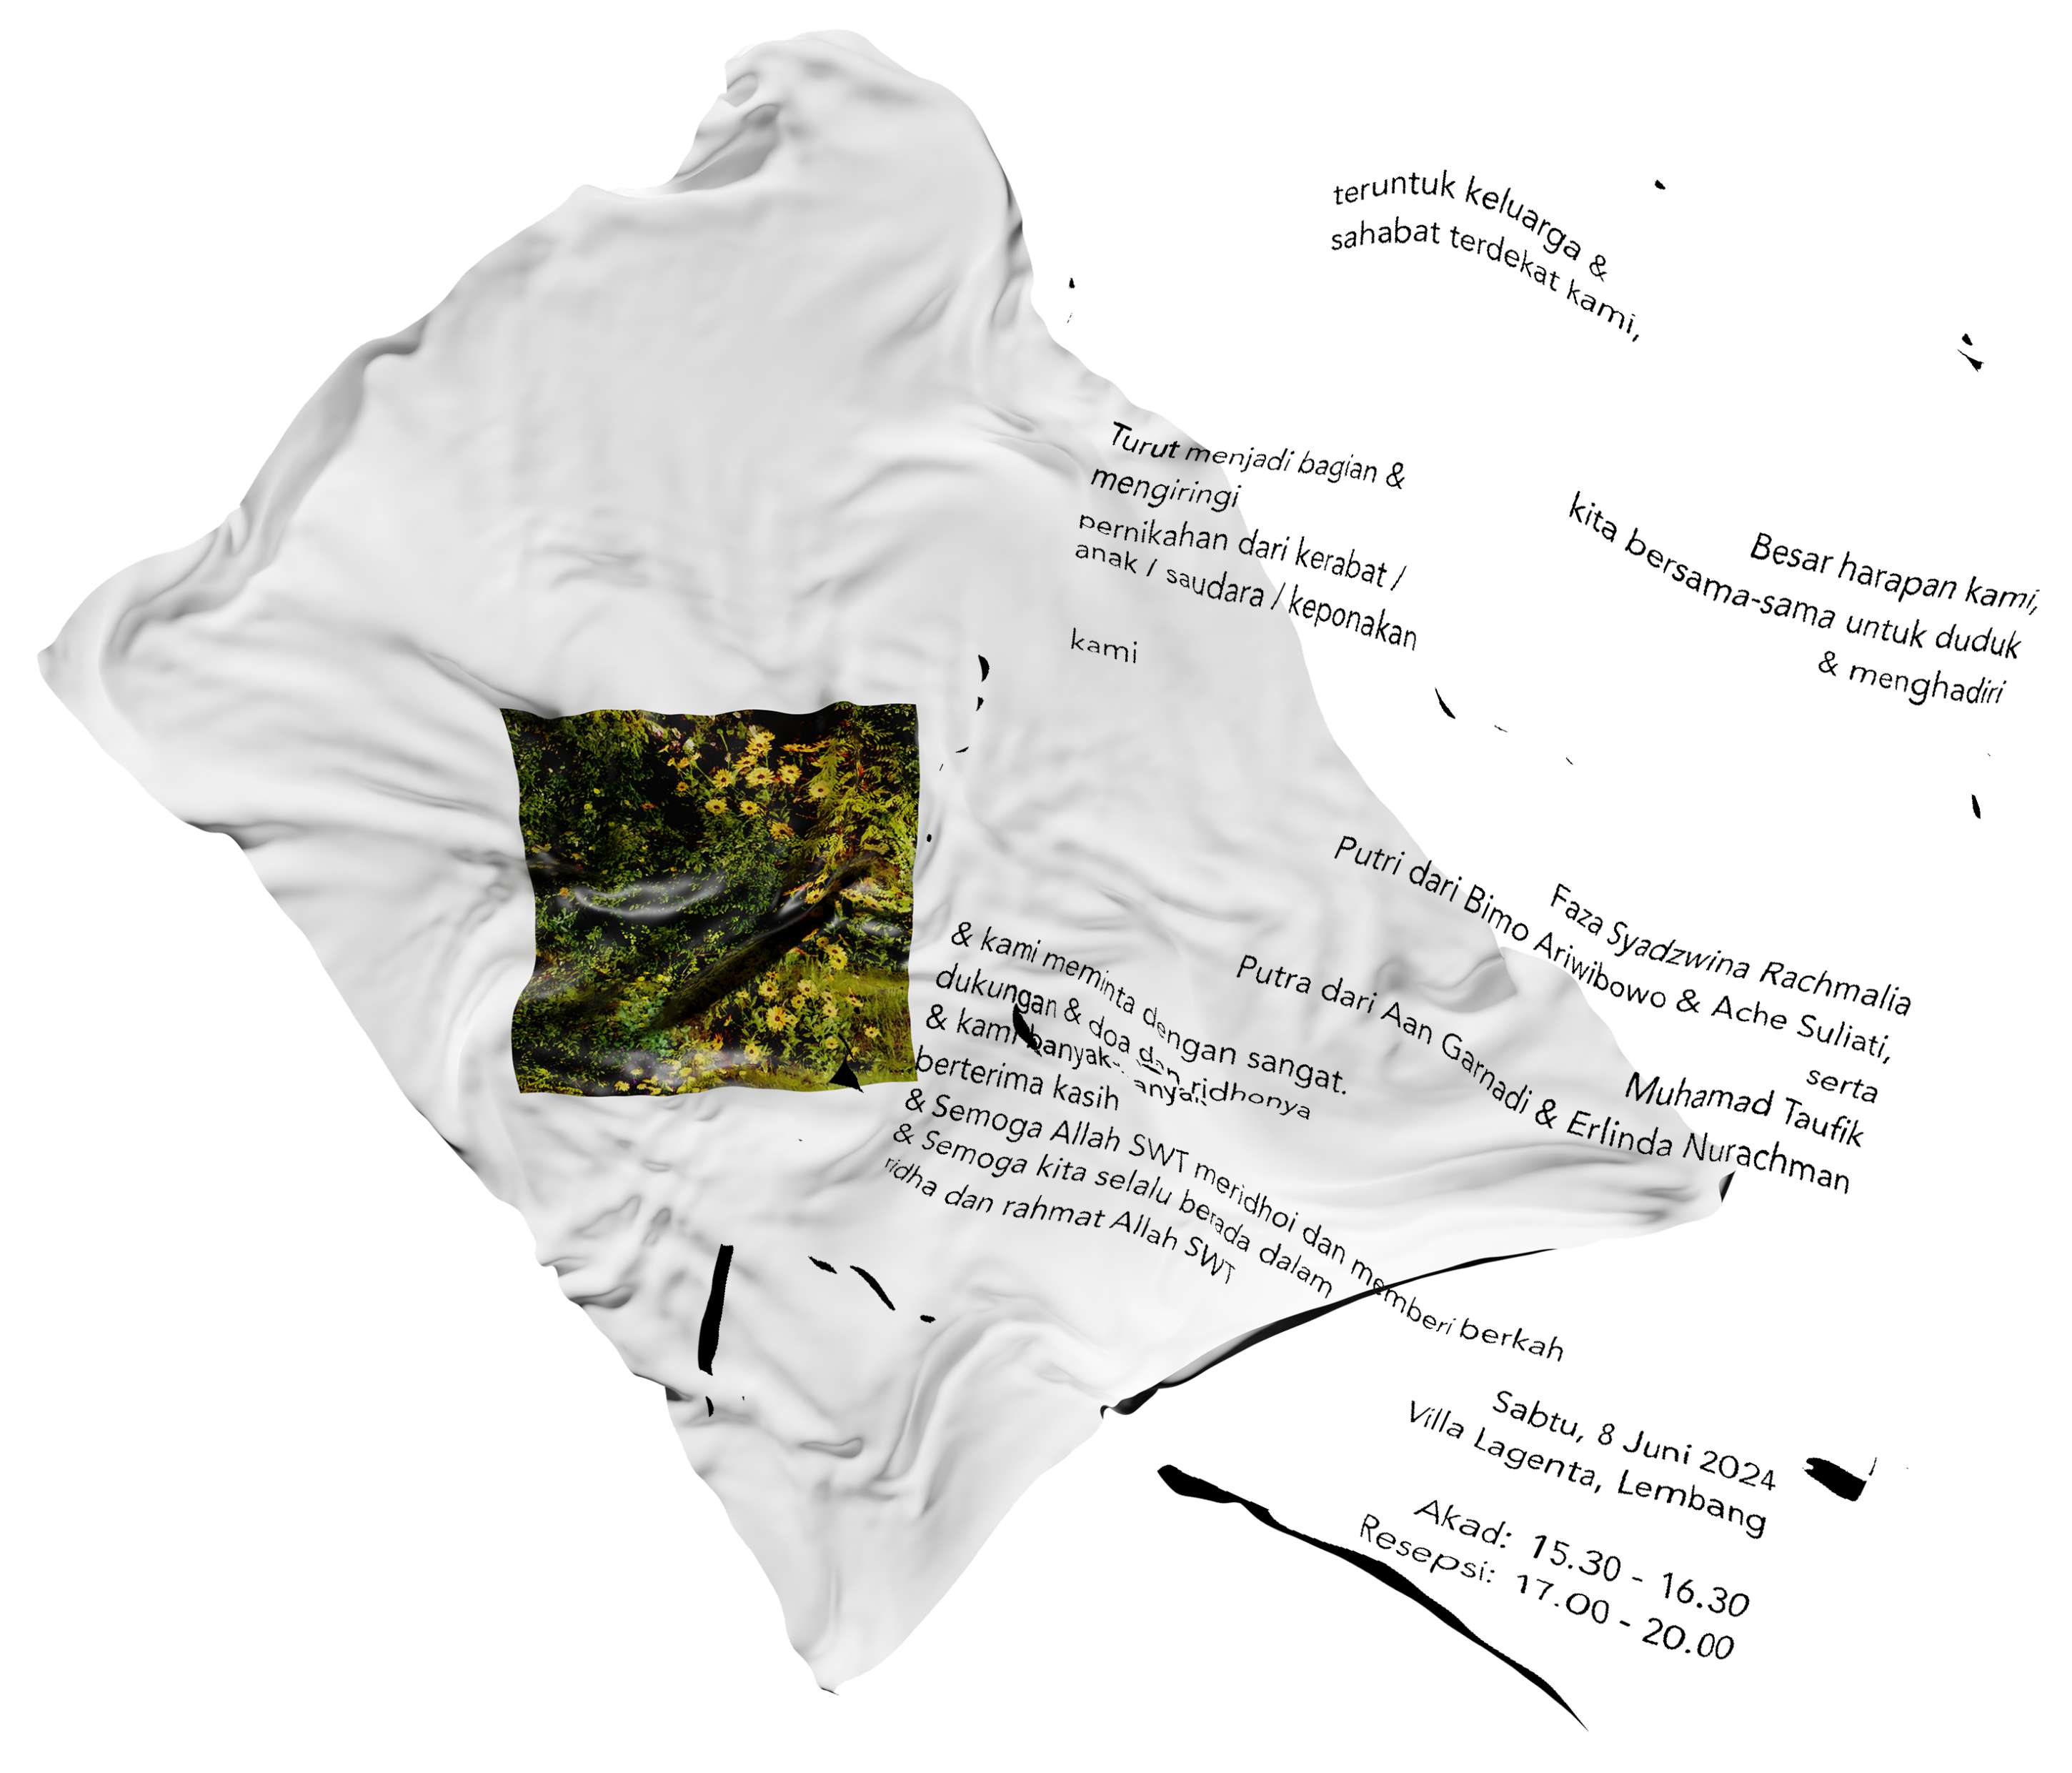 teruntuk keluarga &
sahabat terdekat kami,
Turut menjadi bagian &
mengiringi
pernikahan dari kerabat /
anak / saudara / keponakan
kami
Besar harapan kami,
kita bersama-sama untuk duduk
& menghadiri
Faza Syadzwina Rachmalia
Putri dari Bimo Ariwibowo & Ache Suliati,
serta
Muhamad Taufik
Putra dari Aan Garnadi & Erlinda Nurachman
& kami meminta dengan sangat.
dukungan & doa dan ridhonya
& kami banyak-banyak
berterima kasih
& Semoga Allah SWT meridhoi dan memberi berkah
& Semoga kita selalu berada dalam
ridha dan rahmat Allah SWT
Sabtu, 8 Juni 2024
Villa Lagenta, Lembang
Akad: 15.30 - 16.30
Resepsi: 17.00 - 20.00